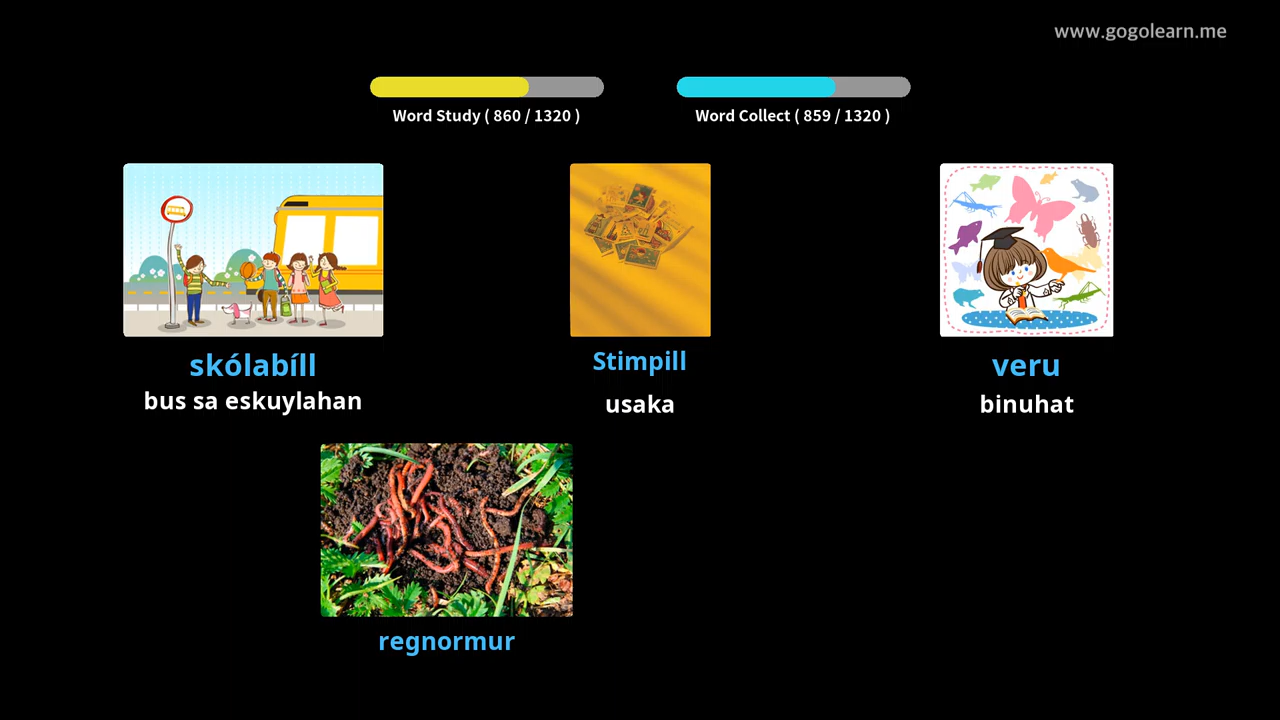 www.gogolearn.me
Word Study ( 860 / 1320 )
Word Collect ( 859 / 1320 )
skólabíll
Stimpill
veru
bus sa eskuylahan
usaka
binuhat
regnormur